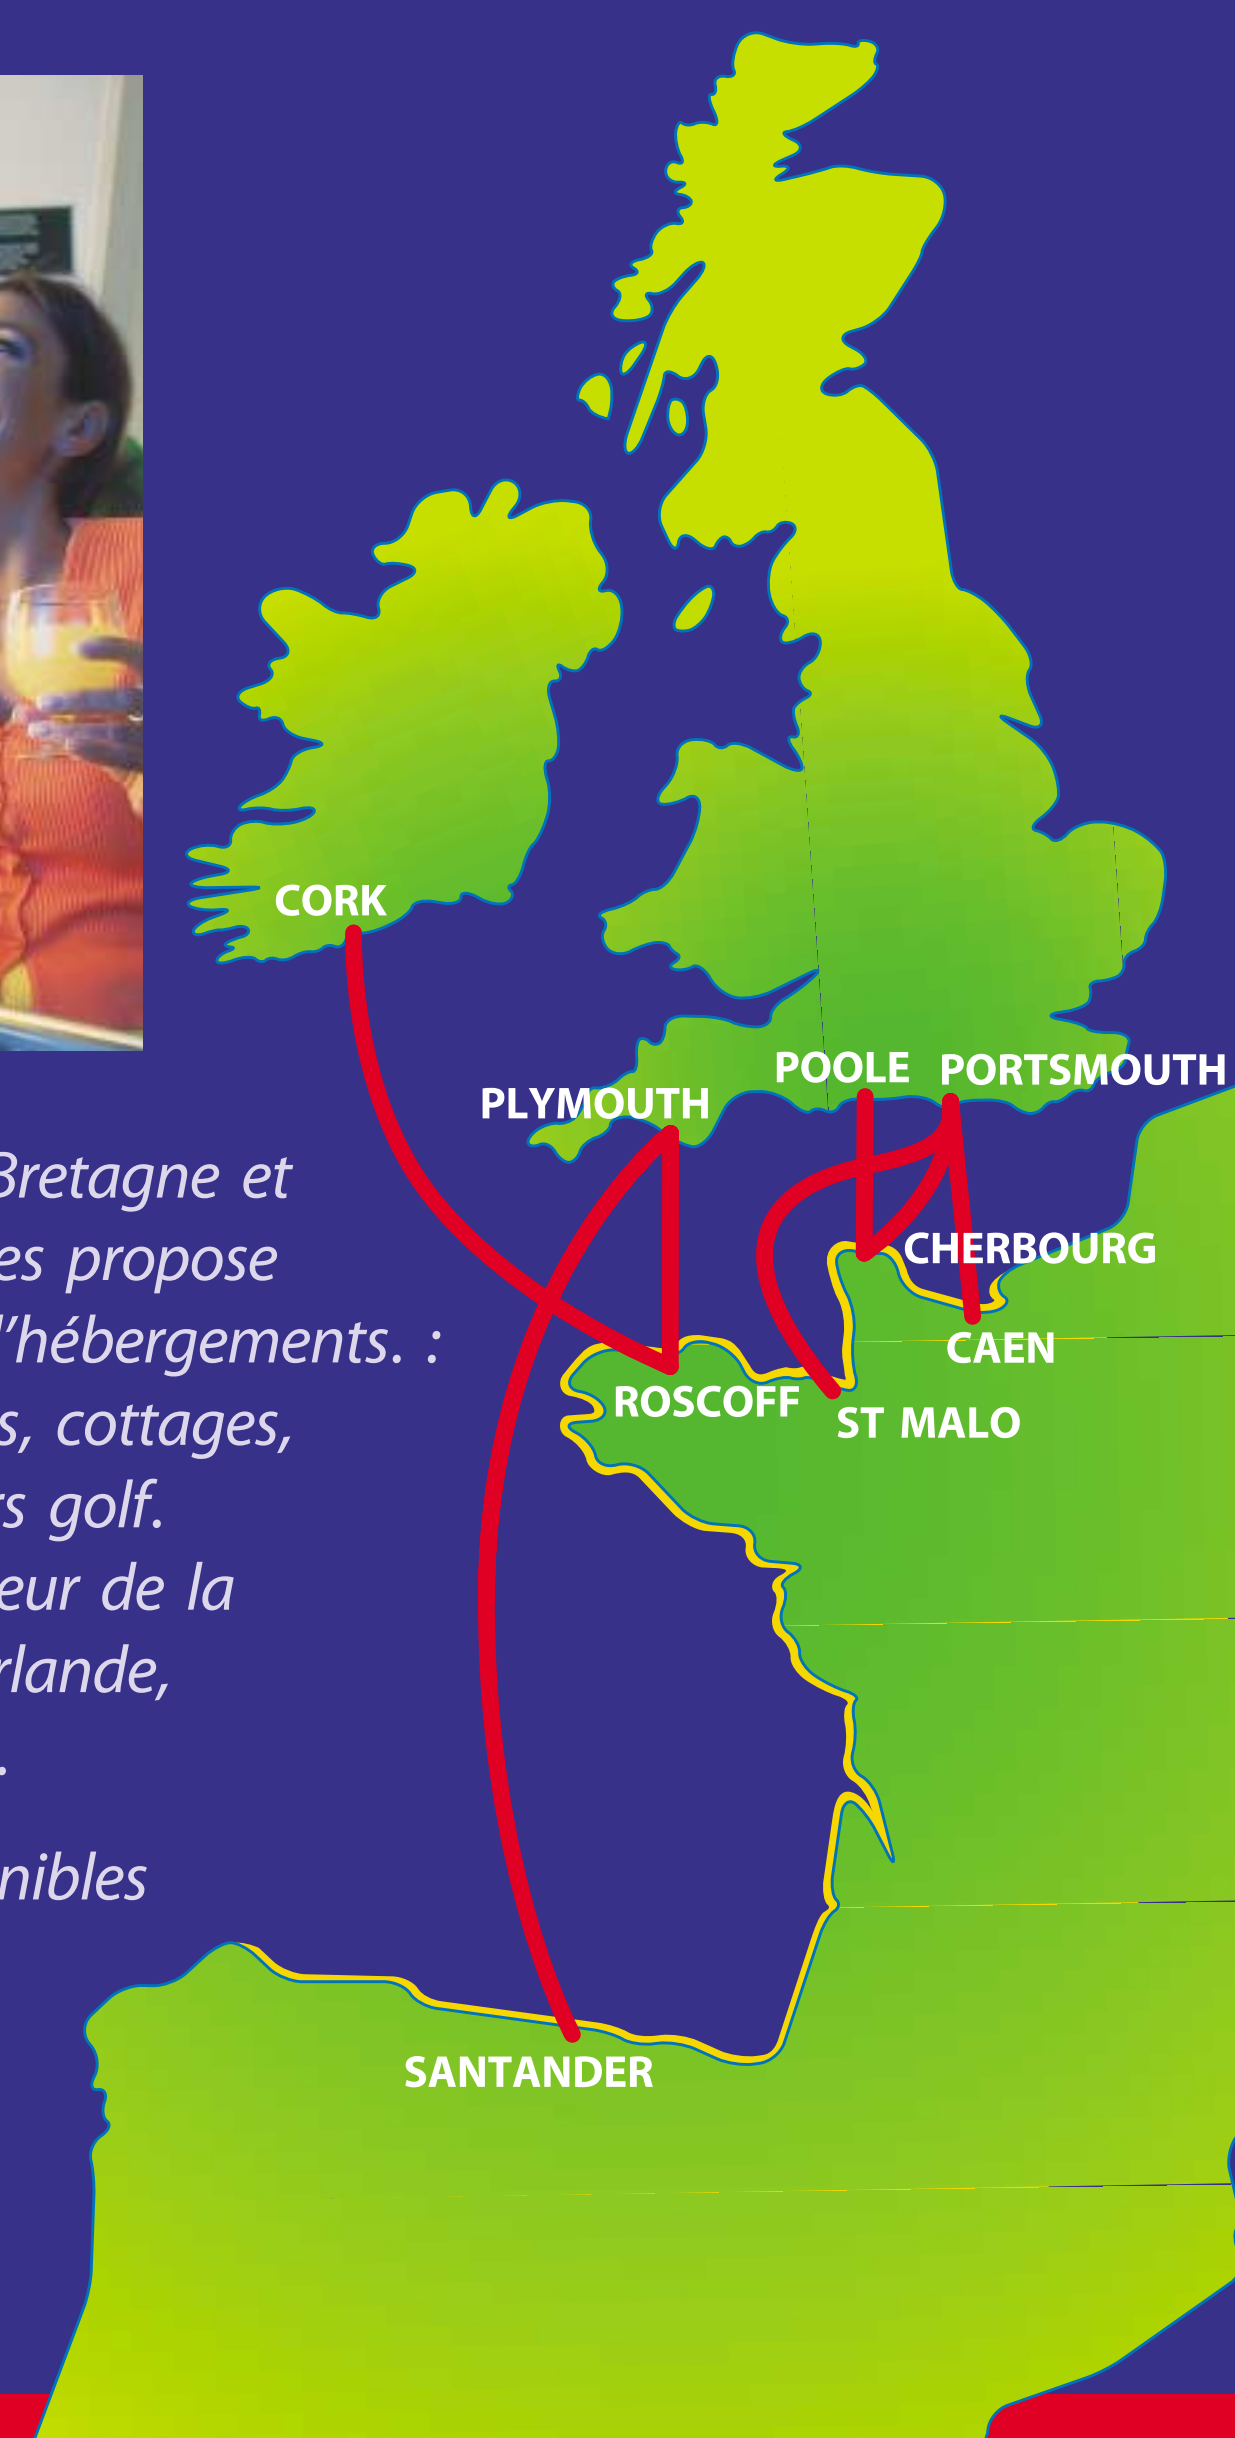 CORK
POOLE
PORTSMOUTH
PLYMOUTH
Bretagne et
es propose
l'hébergements. :
s, cottages,
rs golf.
eur de la
rlande,
.
nibles
CHERBOURG
CAEN
ROSCOFF
ST MALO
SANTANDER